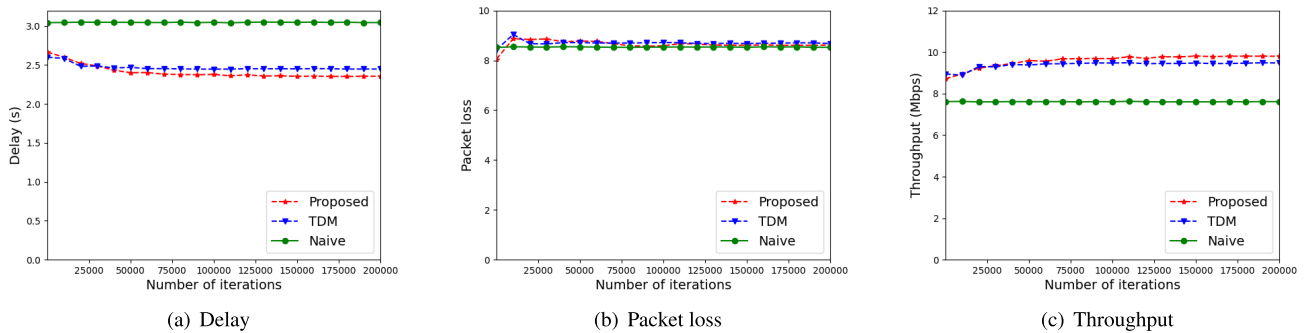 3.0
2.5
2.0
1.5
1.0
0.5
0.0
Delay (s)
25000 50000 75000 100000 125000 150000 175000 200000
Number of iterations
Proposed
TDM
Naive
(a) Delay
10
8
6
4
2
0
Packet loss
25000 50000 75000 100000 125000 150000 175000 200000
Number of iterations
Proposed
TDM
Naive
(b) Packet loss
12
10
8
6
4
2
0
Throughput (Mbps)
25000 50000 75000 100000 125000 150000 175000 200000
Number of iterations
Proposed
TDM
Naive
(c) Throughput